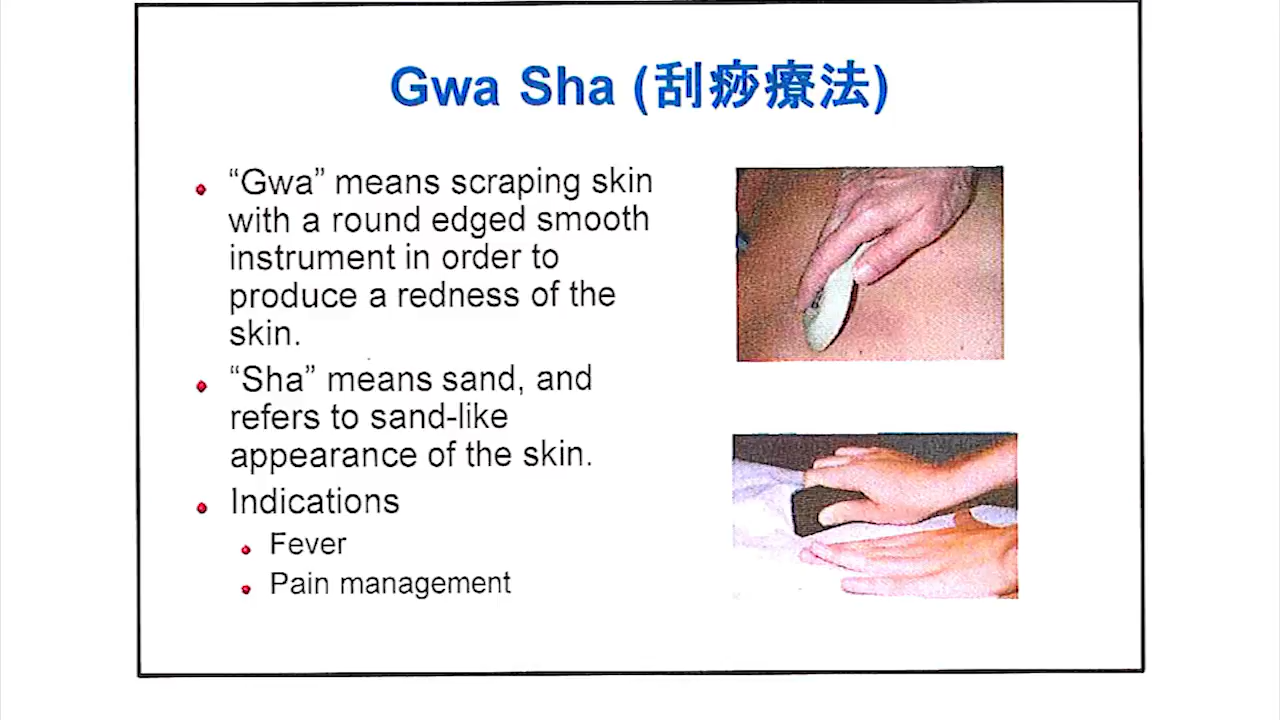 Gwa Sha (刮痧療法)
“Gwa” means scraping skin
with a round edged smooth
instrument in order to
produce a redness of the
skin.
“Sha” means sand, and
refers to sand-like
appearance of the skin.
Indications
Fever
Pain management